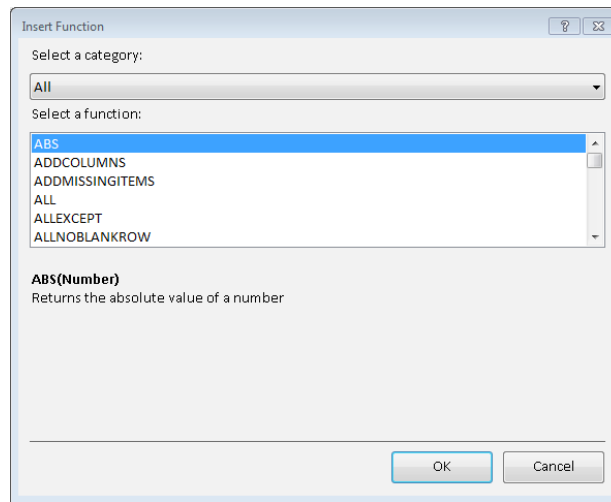 Insert Function
Select a category:
All
Select a function:
ABS
ADDCOLUMNS
ADDMISSINGITEMS
ALL
ALLEXCEPT
ALLNOBLANKROW
ABS(Number)
Returns the absolute value of a number
OK Cancel